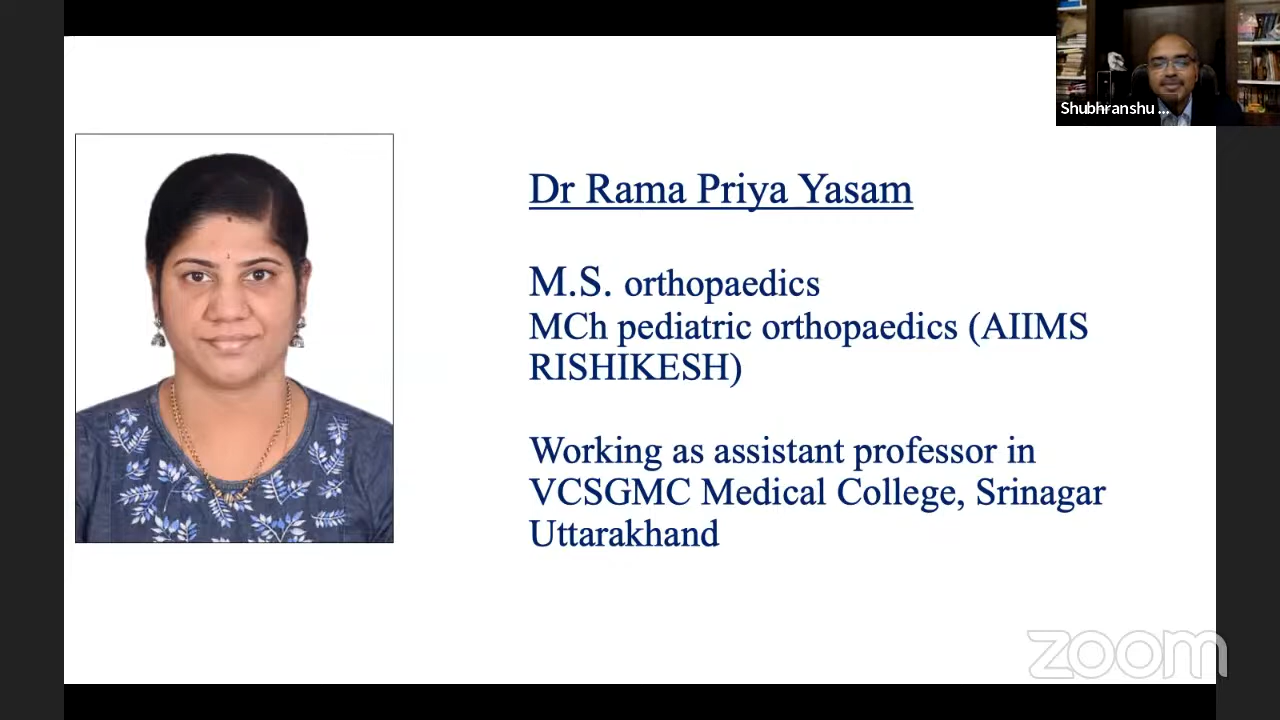 Shubhranshu ...
Dr Rama Priya Yasam
M.S. orthopaedics
MCh pediatric orthopaedics (AIIMS
RISHIKESH)
Working as assistant professor in
VCSGMC Medical College, Srinagar
Uttarakhand
zoom